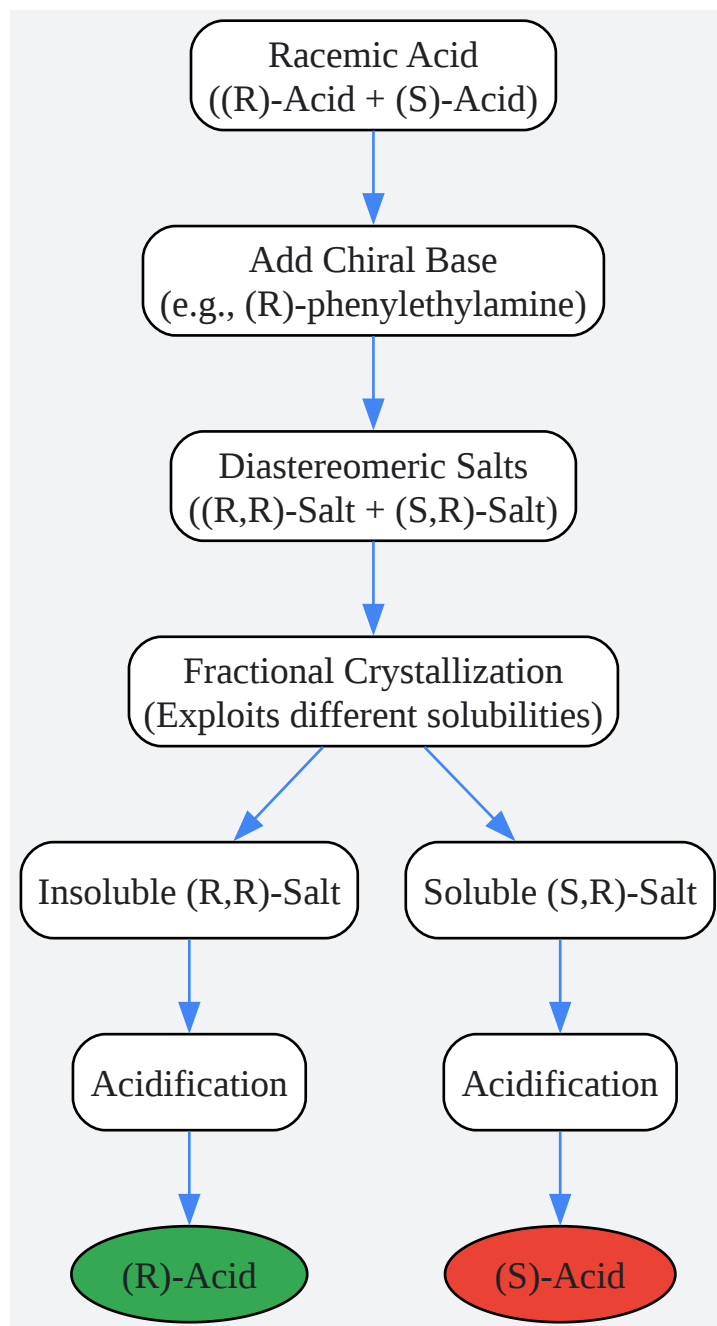 Racemic Acid
((R)-Acid + (S)-Acid)
Add Chiral Base
(e.g., (R)-phenylethylamine)
Diastereomeric Salts
((R,R)-Salt + (S,R)-Salt)
Fractional Crystallization
(Exploits different solubilities)
Insoluble (R,R)-Salt
Soluble (S,R)-Salt
Acidification
Acidification
(R)-Acid
(S)-Acid